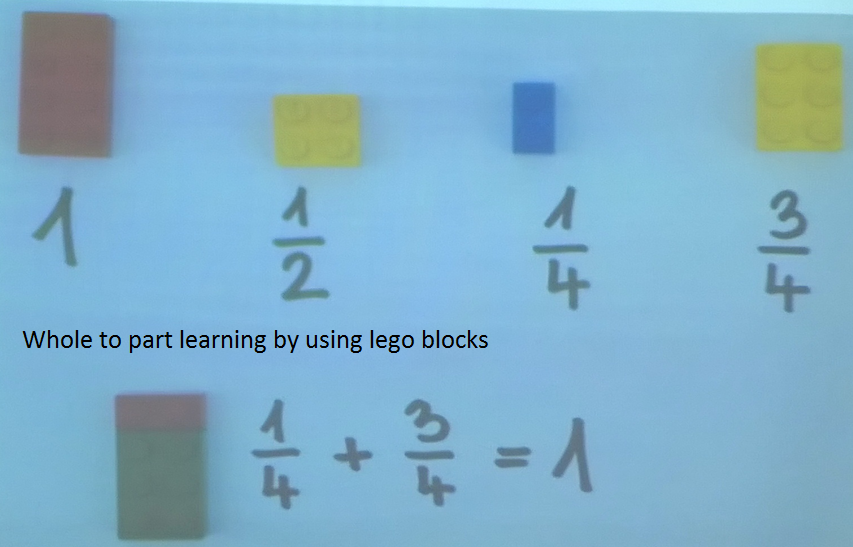 1 1/2 1/4 3/4
Whole to part learning by using lego blocks
1/4 + 3/4 = 1